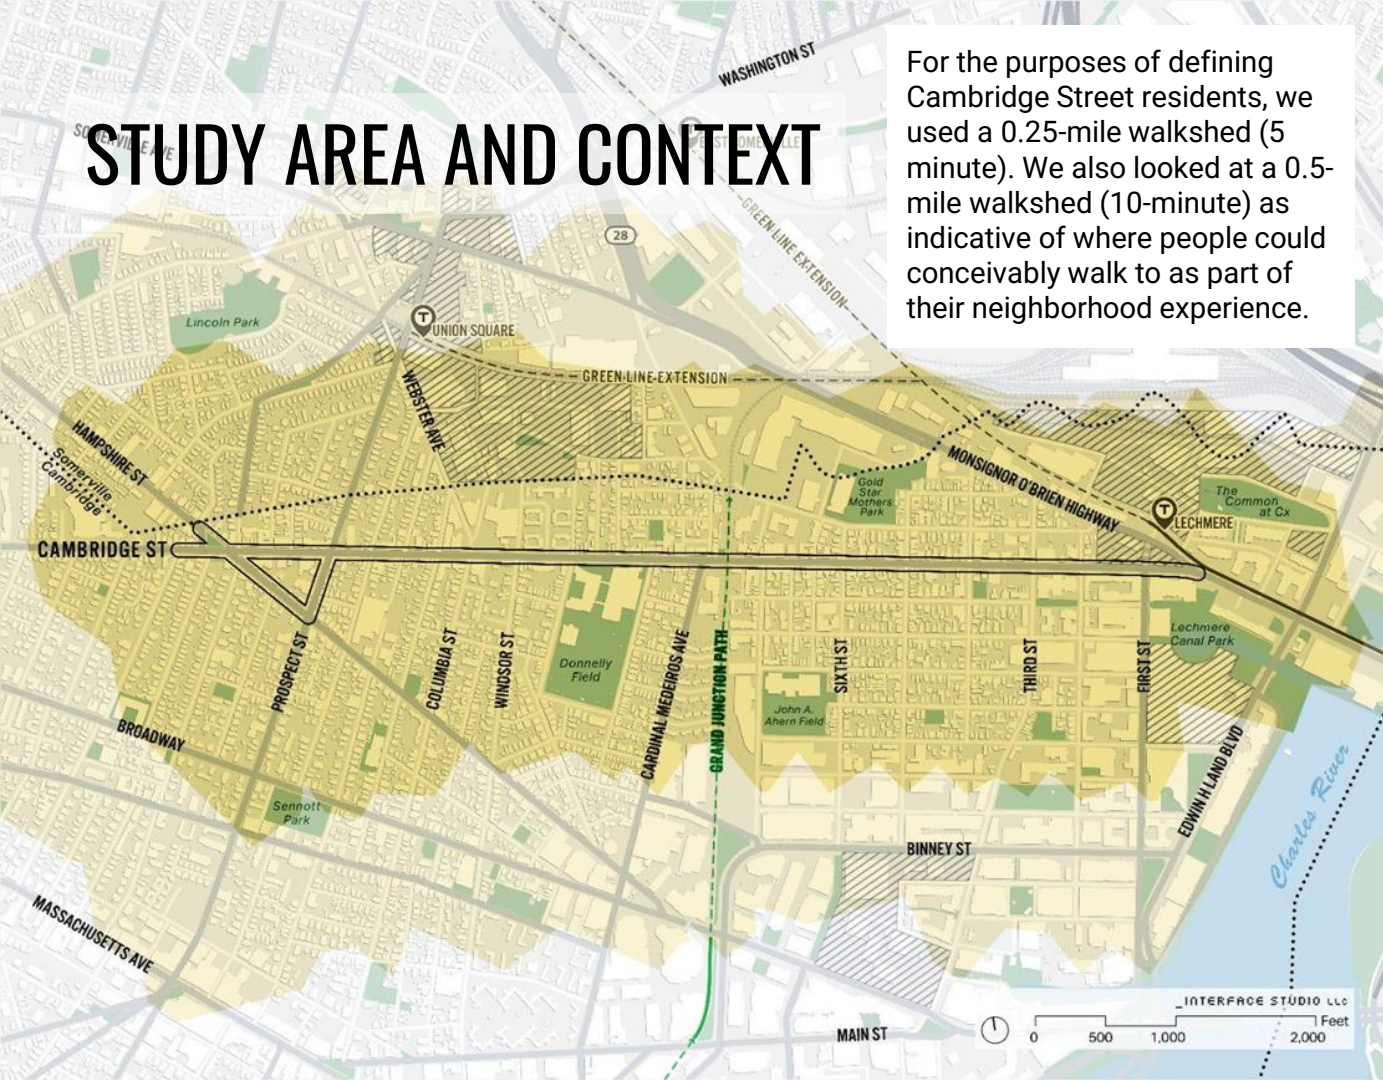 WASHINGTON ST
SOMERVILLE AVE
STUDY AREA AND CONTEXT
EAST SOMERVILLE
For the purposes of defining
Cambridge Street residents, we
used a 0.25-mile walkshed (5
minute). We also looked at a 0.5-
mile walkshed (10-minute) as
indicative of where people could
conceivably walk to as part of
their neighborhood experience.
28
GREEN LINE EXTENSION
Lincoln Park
T
UNION SQUARE
GREEN LINE EXTENSION
WEBSTER AVE
HAMPSHIRE ST
Somerville
Cambridge
MONSIGNOR O'BRIEN HIGHWAY
Gold
Star
Mothers
Park
The
Common
at Cx
T
LECHMERE
CAMBRIDGE ST
Lechmere
Canal Park
Donnelly
Field
PROSPECT ST
COLUMBIA ST
WINDSOR ST
CARDINAL MEDEIROS AVE
GRAND JUNCTION PATH
SIXTH ST
THIRD ST
FIRST ST
John A.
Ahern Field
BROADWAY
Sennott
Park
EDWIN H LAND BLVD
Charles River
BINNEY ST
MASSACHUSETTS AVE
MAIN ST
_INTERFACE STUDIO LLC
Feet
0 500 1,000 2,000